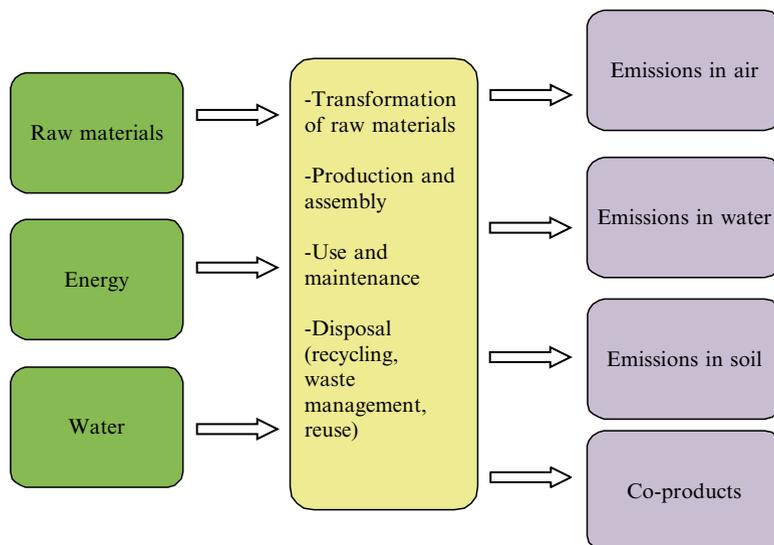 Raw materials
Energy
Water
-Transformation
of raw materials
-Production and
assembly
-Use and
maintenance
-Disposal
(recycling,
waste
management,
reuse)
Emissions in air
Emissions in water
Emissions in soil
Co-products